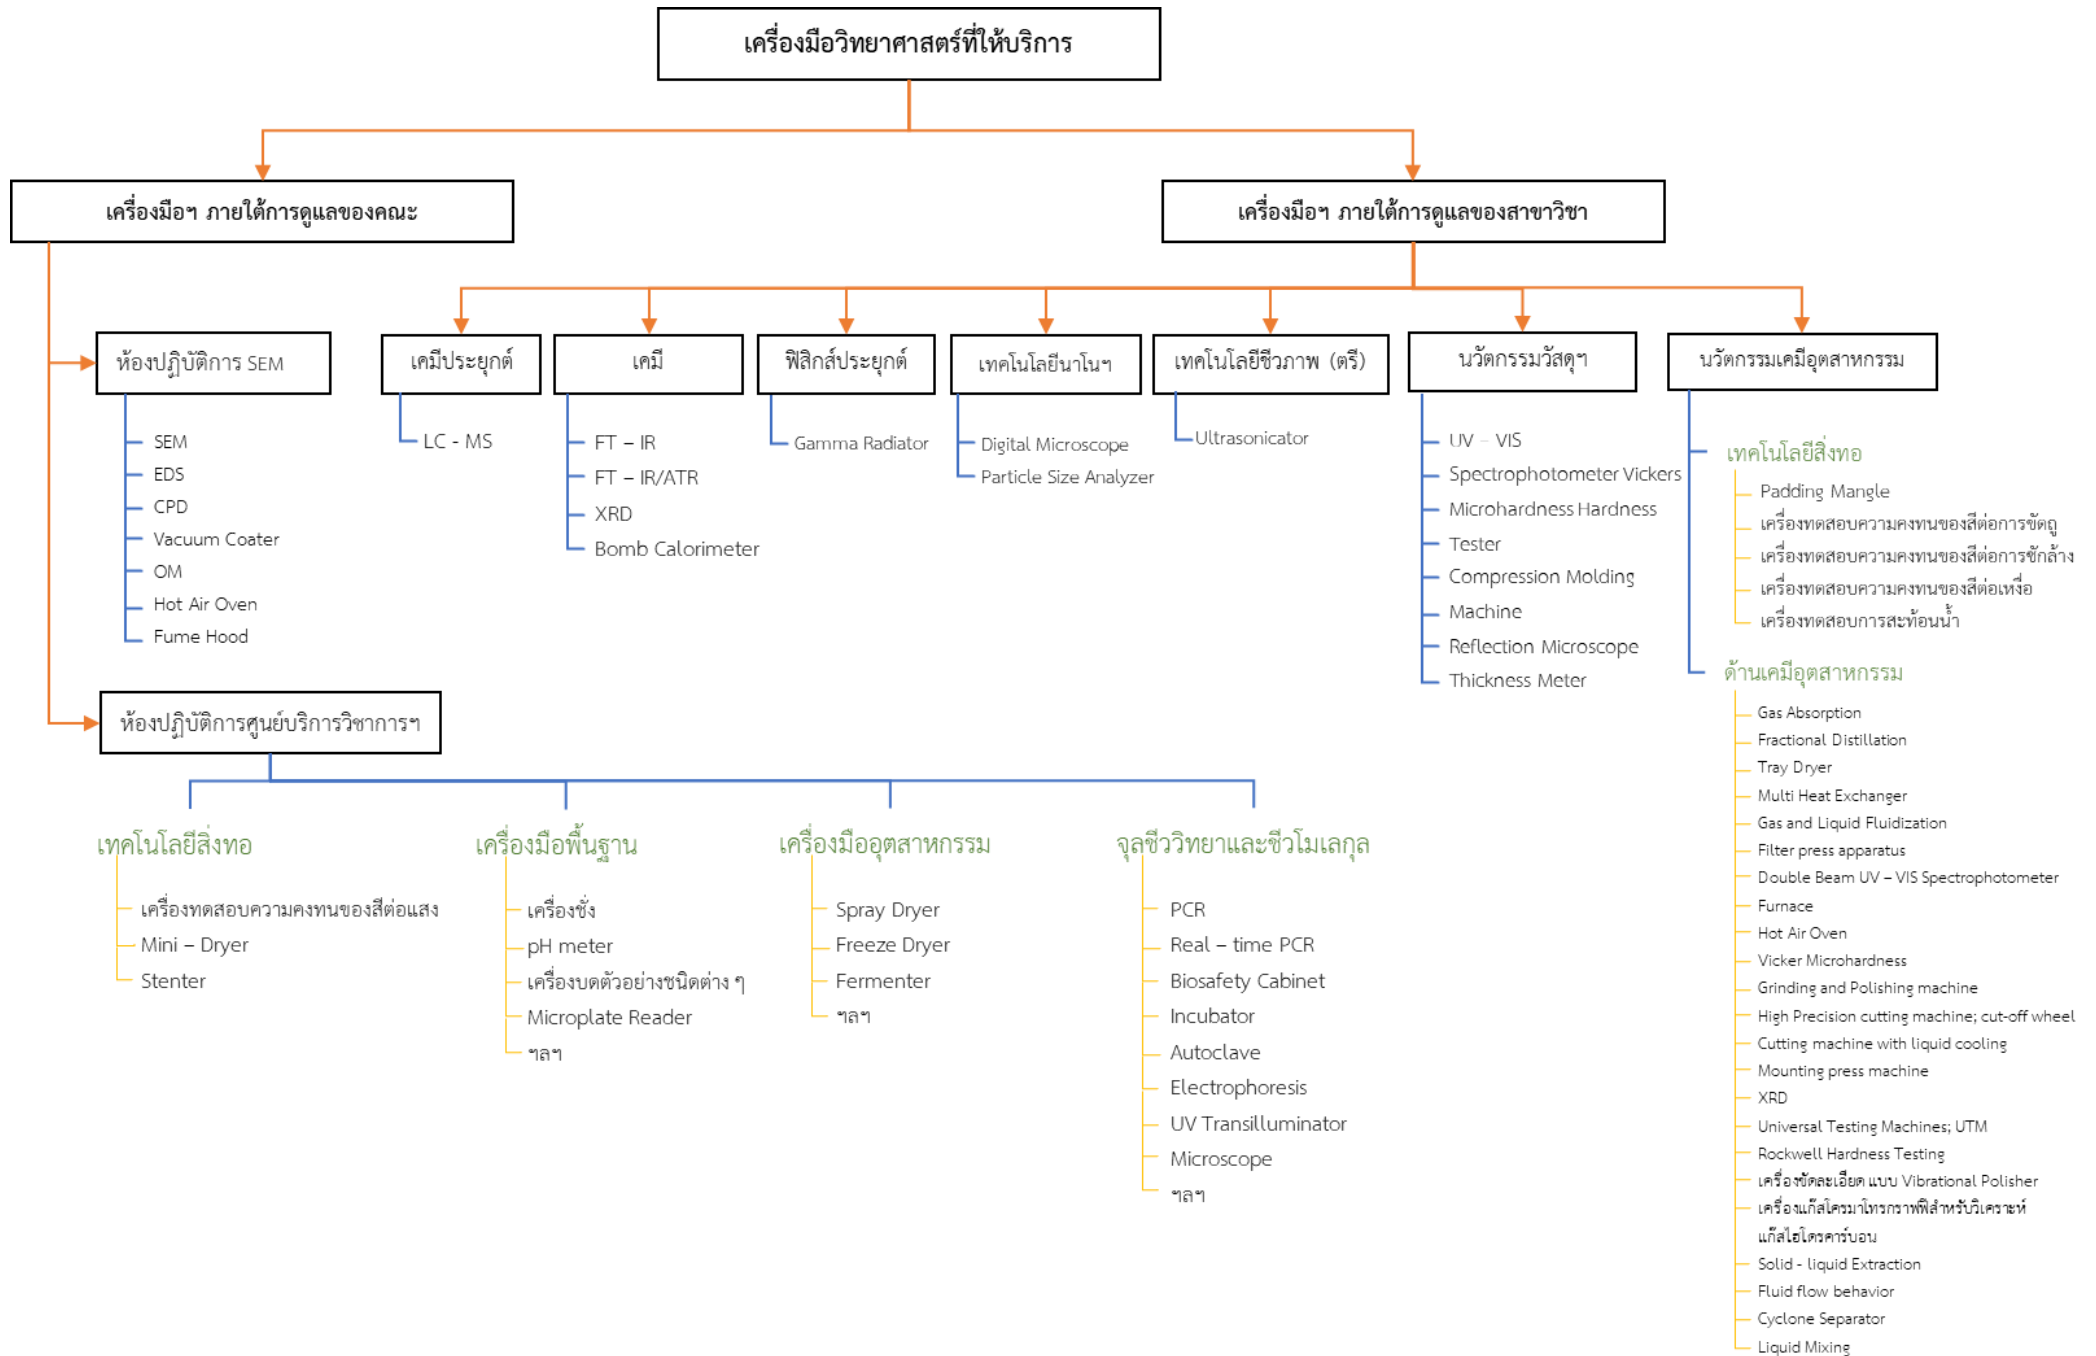 เครื่องมือวิทยาศาสตร์ที่ให้บริการ
เครื่องมือฯ ภายใต้การดูแลของคณะ
เครื่องมือฯ ภายใต้การดูแลของสาขาวิชา
ห้องปฏิบัติการ SEM
SEM
EDS
CPD
Vacuum Coater
OM
Hot Air Oven
Fume Hood
เคมีประยุกต์
LC - MS
เคมี
FT – IR
FT – IR/ATR
XRD
Bomb Calorimeter
ฟิสิกส์ประยุกต์
Gamma Radiator
เทคโนโลยีนาโนฯ
Digital Microscope
Particle Size Analyzer
เทคโนโลยีชีวภาพ (ตรี)
Ultrasonicator
นวัตกรรมวัสดุฯ
UV – VIS
Spectrophotometer Vickers
Microhardness Hardness
Tester
Compression Molding
Machine
Reflection Microscope
Thickness Meter
นวัตกรรมเคมีอุตสาหกรรม
เทคโนโลยีสิ่งทอ
Padding Mangle
เครื่องทดสอบความคงทนของสีต่อการขัดถู
เครื่องทดสอบความคงทนของสีต่อการซักล้าง
เครื่องทดสอบความคงทนของสีต่อเหงื่อ
เครื่องทดสอบการสะท้อนน้ำ
ด้านเคมีอุตสาหกรรม
Gas Absorption
Fractional Distillation
Tray Dryer
Multi Heat Exchanger
Gas and Liquid Fluidization
Filter press apparatus
Double Beam UV – VIS Spectrophotometer
Furnace
Hot Air Oven
Vicker Microhardness
Grinding and Polishing machine
High Precision cutting machine; cut-off wheel
Cutting machine with liquid cooling
Mounting press machine
XRD
Universal Testing Machines; UTM
Rockwell Hardness Testing
เครื่องขัดละเอียด แบบ Vibrational Polisher
เครื่องแก๊สโครมาโทรกราฟฟีสำหรับวิเคราะห์
แก๊สไฮโดรคาร์บอน
Solid - liquid Extraction
Fluid flow behavior
Cyclone Separator
Liquid Mixing
ห้องปฏิบัติการศูนย์บริการวิชาการฯ
เทคโนโลยีสิ่งทอ
เครื่องทดสอบความคงทนของสีต่อแสง
Mini – Dryer
Stenter
เครื่องมือพื้นฐาน
เครื่องชั่ง
pH meter
เครื่องบดตัวอย่างชนิดต่าง ๆ
Microplate Reader
ฯลฯ
เครื่องมืออุตสาหกรรม
Spray Dryer
Freeze Dryer
Fermenter
ฯลฯ
จุลชีววิทยาและชีวโมเลกุล
PCR
Real – time PCR
Biosafety Cabinet
Incubator
Autoclave
Electrophoresis
UV Transilluminator
Microscope
ฯลฯ